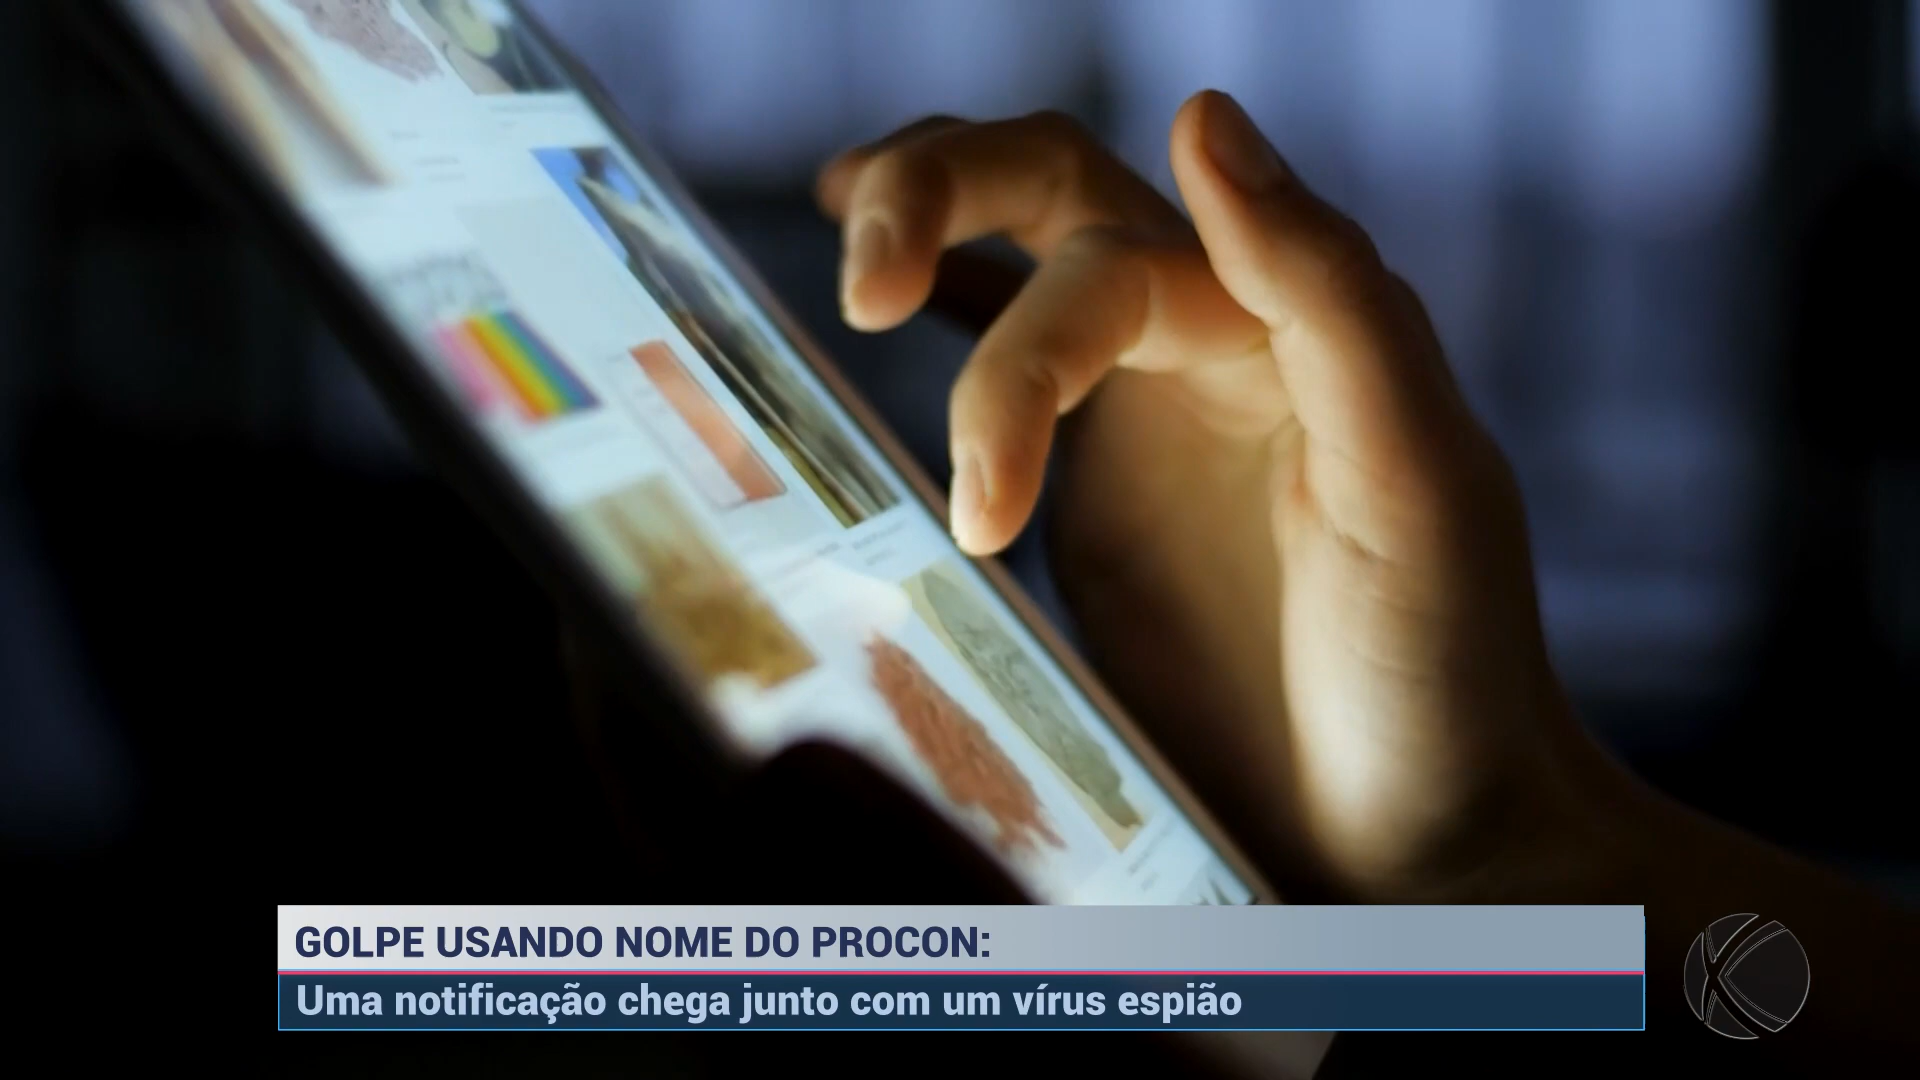 GOLPE USANDO NOME DO PROCON:
Uma notificação chega junto com um vírus espião